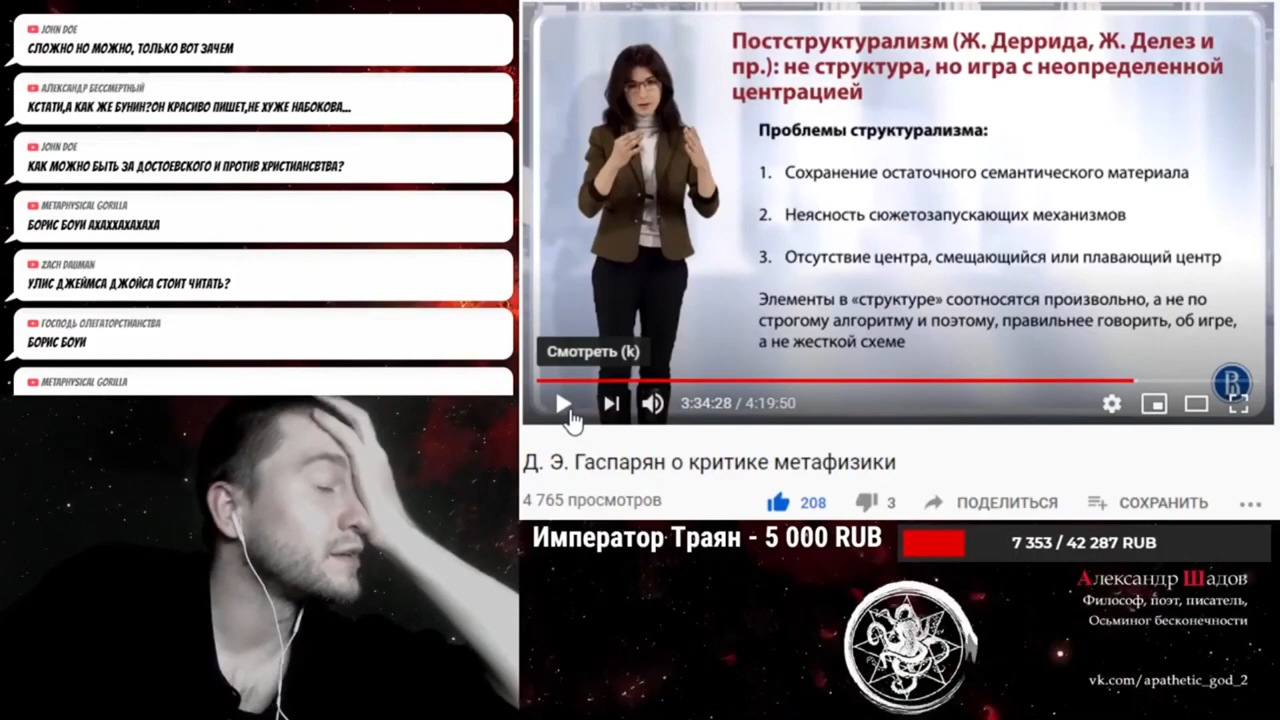 JOHN DOE
СЛОЖНО НО МОЖНО, ТОЛЬКО ВОТ ЗАЧЕМ
АЛЕКСАНДР БЕССМЕРТНЫЙ
КСТАТИ,А КАК ЖЕ БУНИН?ОН КРАСИВО ПИШЕТ,НЕ ХУЖЕ НАБОКОВА...
JOHN DOE
КАК МОЖНО БЫТЬ ЗА ДОСТОЕВСКОГО И ПРОТИВ ХРИСТИАНСВТВА?
METAPHYSICAL GORILLA
БОРИС БОУИ АХАХХАХАХАХА
ZACH DAUMAN
УЛИС ДЖЕЙМСА ДЖОЙСА СТОИТ ЧИТАТЬ?
ГОСПОДЬ ОЛЕГАТОРСТИАНСТВА
БОРИС БОУИ
METAPHYSICAL GORILLA
Постструктурализм (Ж. Деррида, Ж. Делез и
пр.): не структура, но игра с неопределенной
центрацией
Проблемы структурализма:
1. Сохранение остаточного семантического материала
2. Неясность сюжетозапускающих механизмов
3. Отсутствие центра, смещающийся или плавающий центр
Элементы в «структуре» соотносятся произвольно, а не по
строгому алгоритму и поэтому, правильнее говорить, об игре,
а не жесткой схеме
Смотреть (k)
3:34:28 / 4:19:50
Д. Э. Гаспарян о критике метафизики
4 765 просмотров
208
3
ПОДЕЛИТЬСЯ
СОХРАНИТЬ
Император Траян - 5 000 RUB
7 353 / 42 287 RUB
Александр Шадов
Философ, поэт, писатель,
Осьминог бесконечности
vk.com/apathetic_god_2